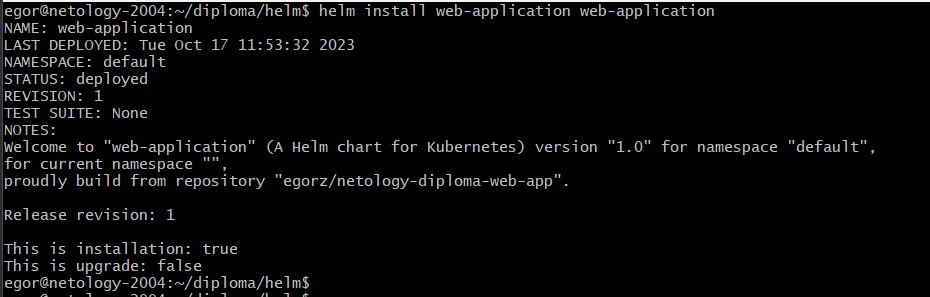 egor@netology-2004:~/diploma/helm$ helm install web-application web-application
NAME: web-application
LAST DEPLOYED: Tue Oct 17 11:53:32 2023
NAMESPACE: default
STATUS: deployed
REVISION: 1
TEST SUITE: None
NOTES:
Welcome to "web-application" (A Helm chart for Kubernetes) version "1.0" for namespace "default",
for current namespace "",
proudly build from repository "egorz/netology-diploma-web-app".
Release revision: 1
This is installation: true
This is upgrade: false
egor@netology-2004:~/diploma/helm$